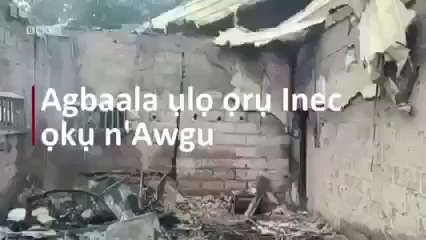 Agbaala ụlọ ọrụ Inec
ọkụ n'Awgu